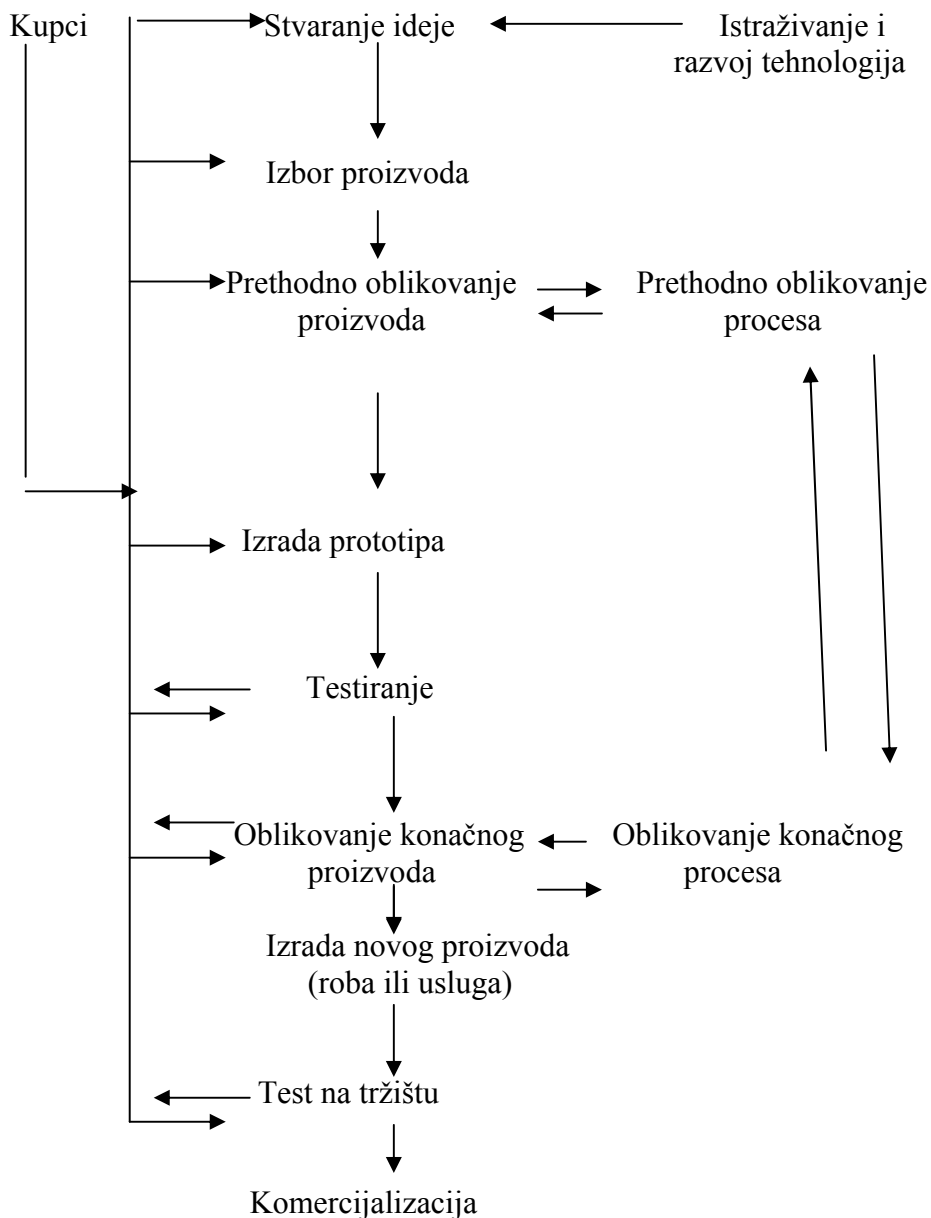 Kupci
Stvaranje ideje
Istraživanje i
razvoj tehnologija
Izbor proizvoda
Prethodno oblikovanje
proizvoda
Prethodno oblikovanje
procesa
Izrada prototipa
Testiranje
Oblikovanje konačnog
proizvoda
Oblikovanje konačnog
procesa
Izrada novog proizvoda
(roba ili usluga)
Test na tržištu
Komercijalizacija